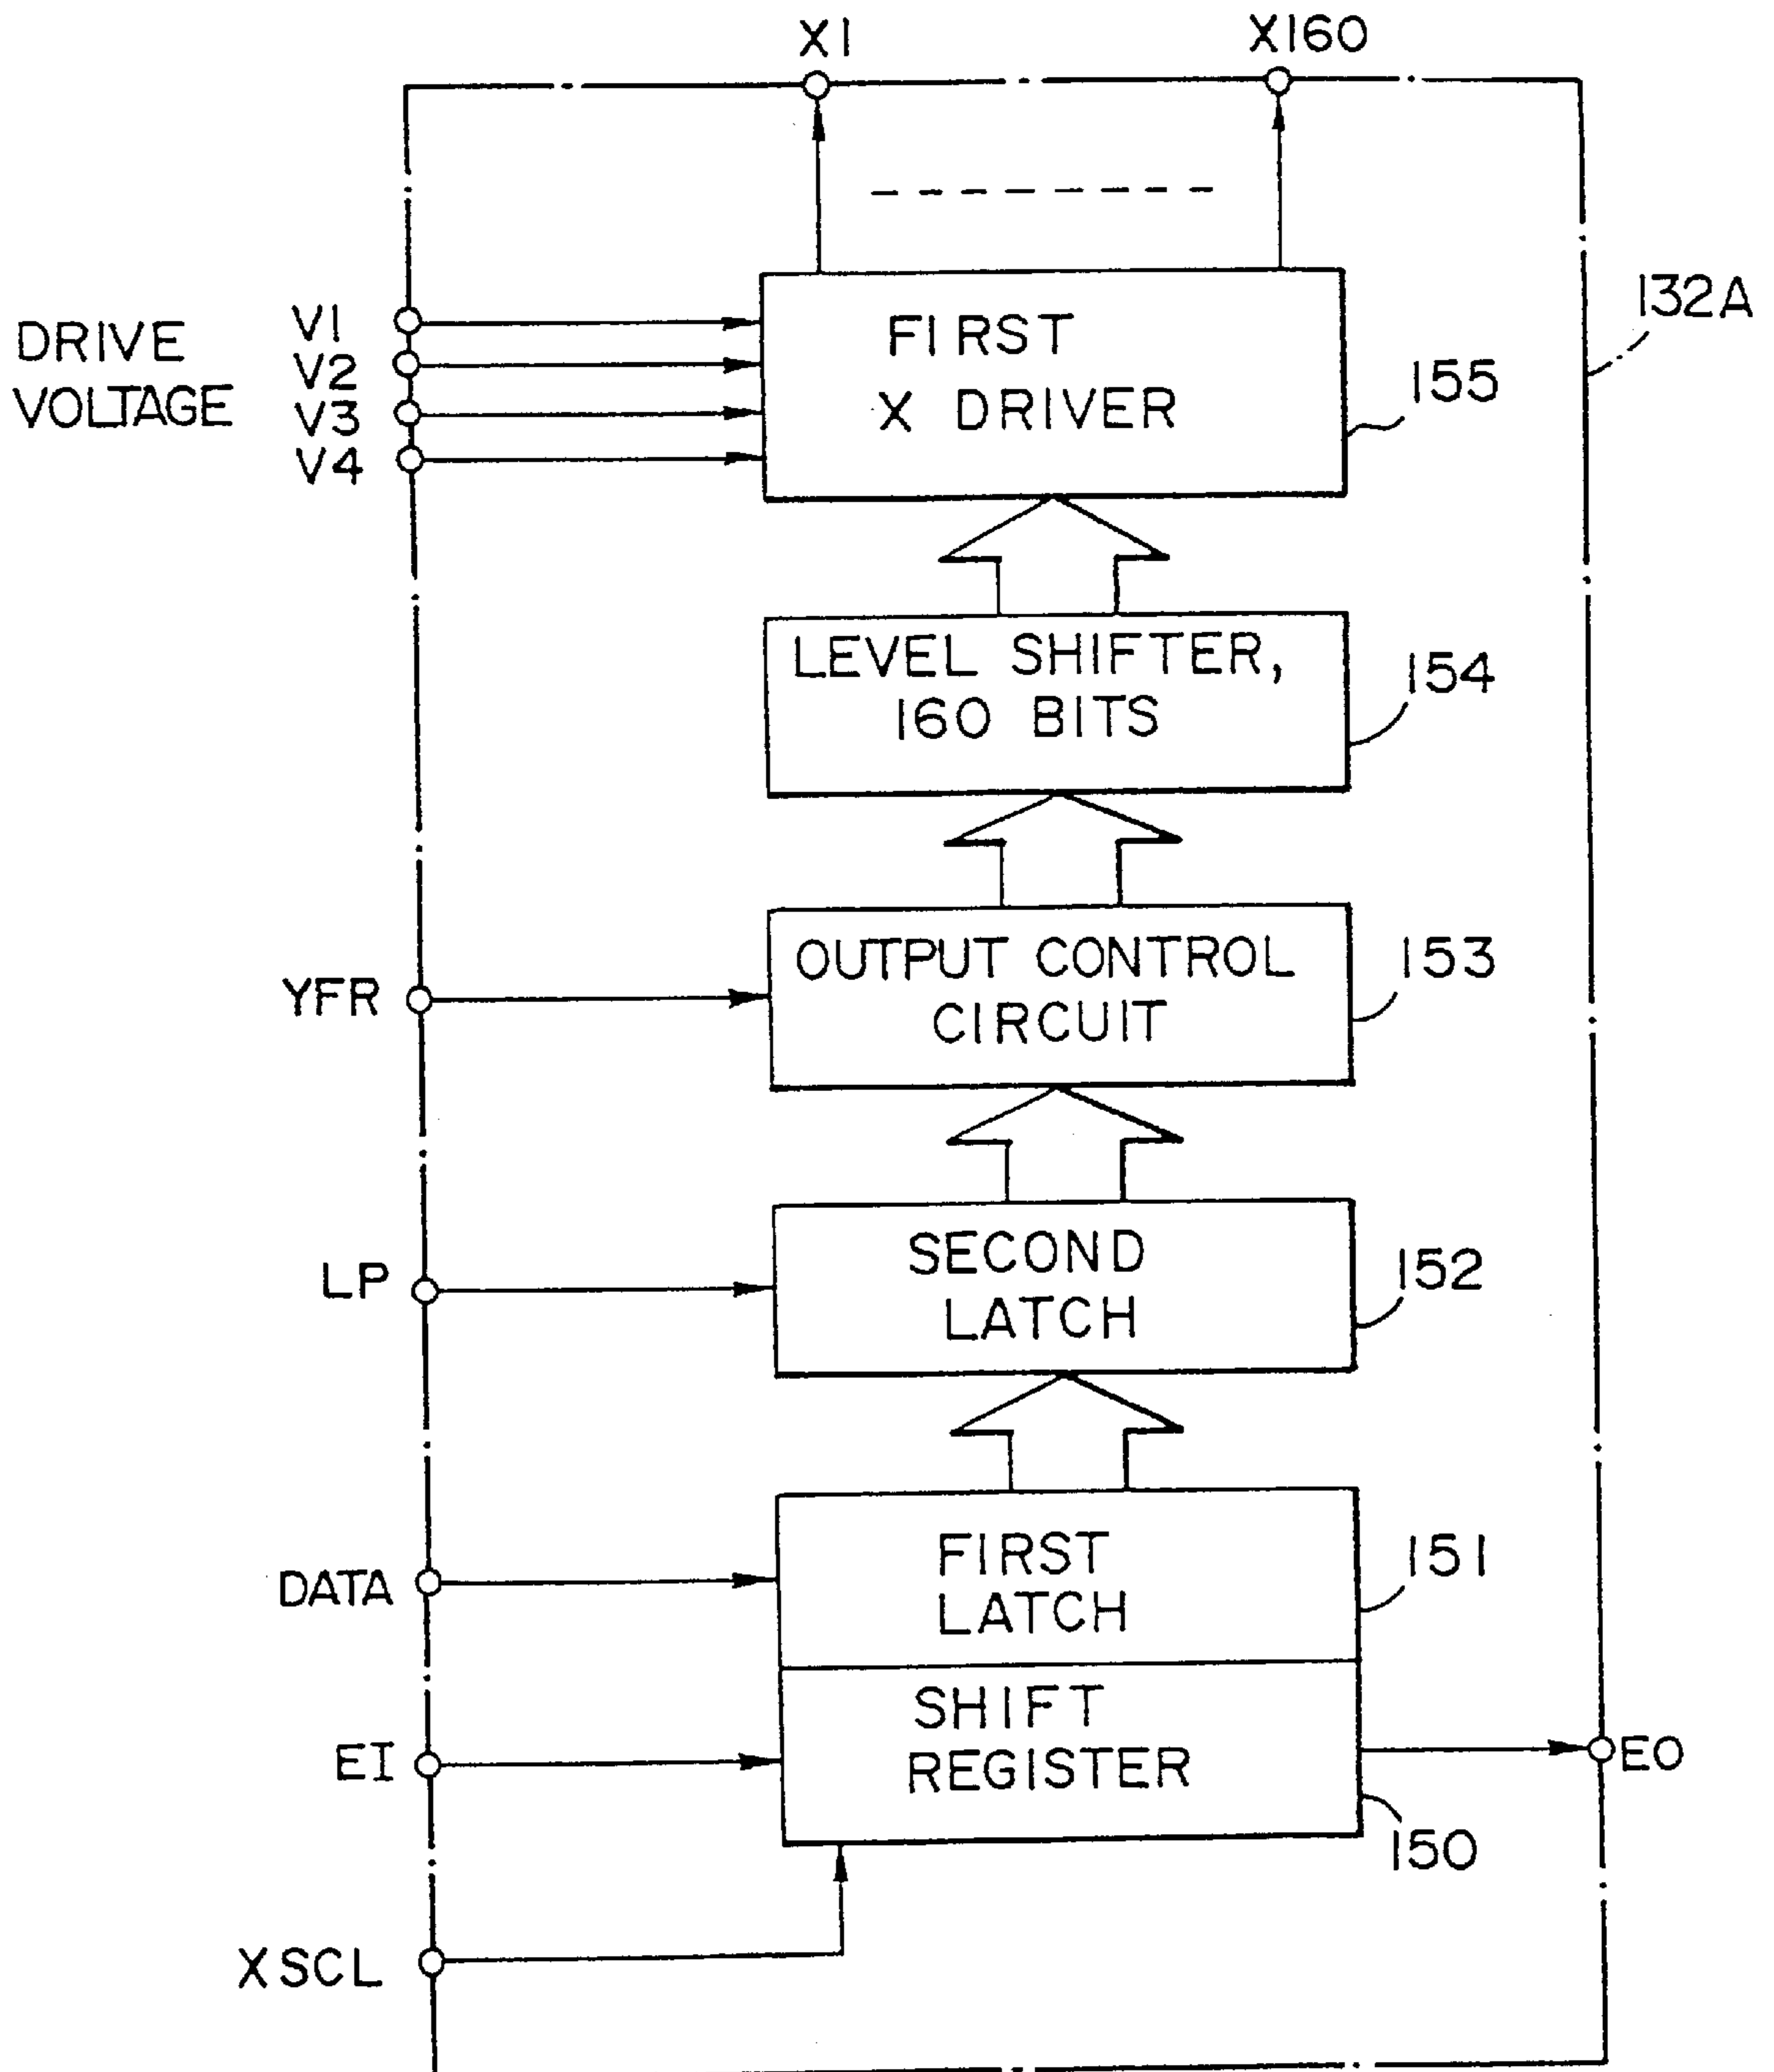 X1
X160
DRIVE
VOLTAGE
V1
V2
V3
V4
FIRST
X DRIVER
132A
155
LEVEL SHIFTER,
160 BITS
154
YFR
OUTPUT CONTROL
CIRCUIT
153
LP
SECOND
LATCH
152
DATA
FIRST
LATCH
151
EI
SHIFT
REGISTER
EO
150
XSCL